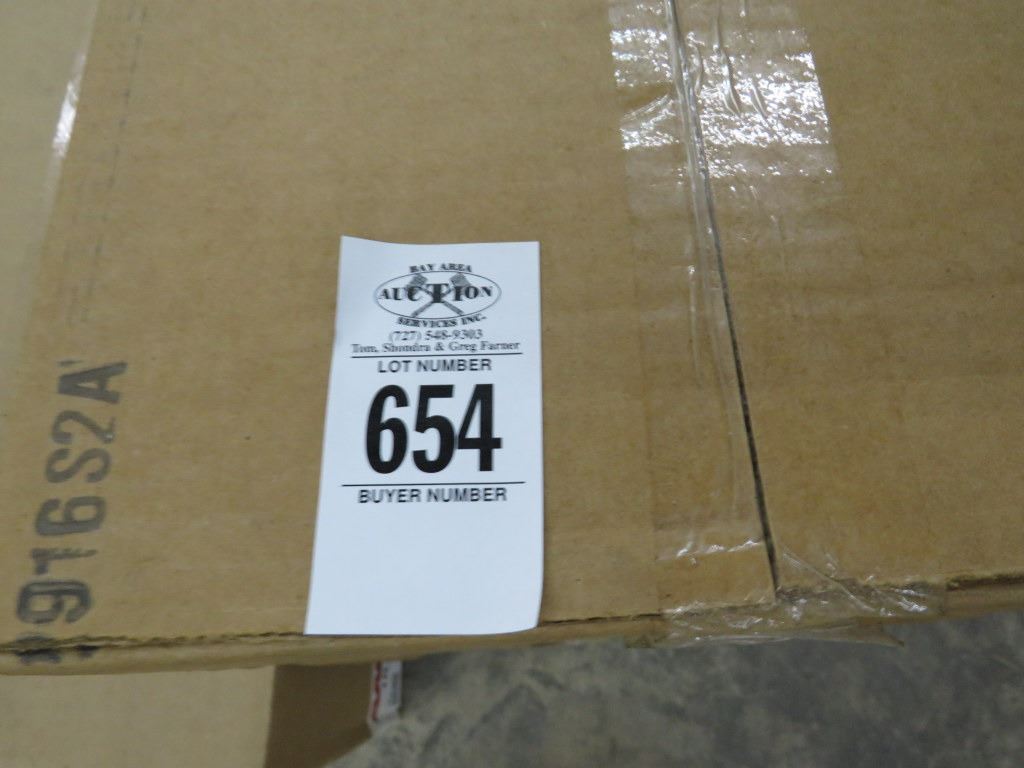 BAY AREA
AUCTION
SERVICES INC.
(727) 548-9303
Tom, Shondra & Greg Farner
LOT NUMBER
654
BUYER NUMBER
916S2A